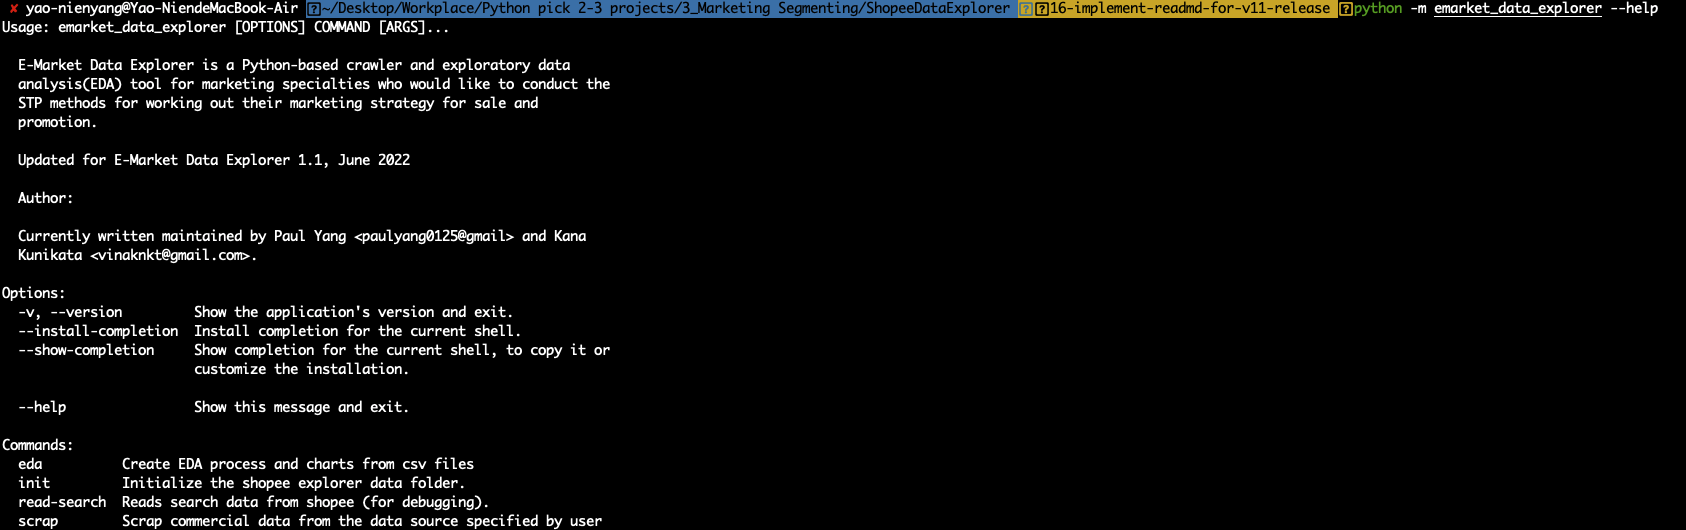 ✘ yao-nienyang@Yao-NiendeMacBook-Air ~/Desktop/Workplace/Python pick 2-3 projects/3_Marketing Segmenting/ShopeeDataExplorer 16-implement-readmd-for-v11-release python -m emarket_data_explorer --help
Usage: emarket_data_explorer [OPTIONS] COMMAND [ARGS]...
E-Market Data Explorer is a Python-based crawler and exploratory data
analysis(EDA) tool for marketing specialties who would like to conduct the
STP methods for working out their marketing strategy for sale and
promotion.
Updated for E-Market Data Explorer 1.1, June 2022
Author:
Currently written maintained by Paul Yang <paulyang0125@gmail> and Kana
Kunikata <vinaknkt@gmail.com>.
Options:
-v, --version Show the application's version and exit.
--install-completion Install completion for the current shell.
--show-completion Show completion for the current shell, to copy it or
customize the installation.
--help Show this message and exit.
Commands:
eda Create EDA process and charts from csv files
init Initialize the shopee explorer data folder.
read-search Reads search data from shopee (for debugging).
scrap Scrap commercial data from the data source specified by user